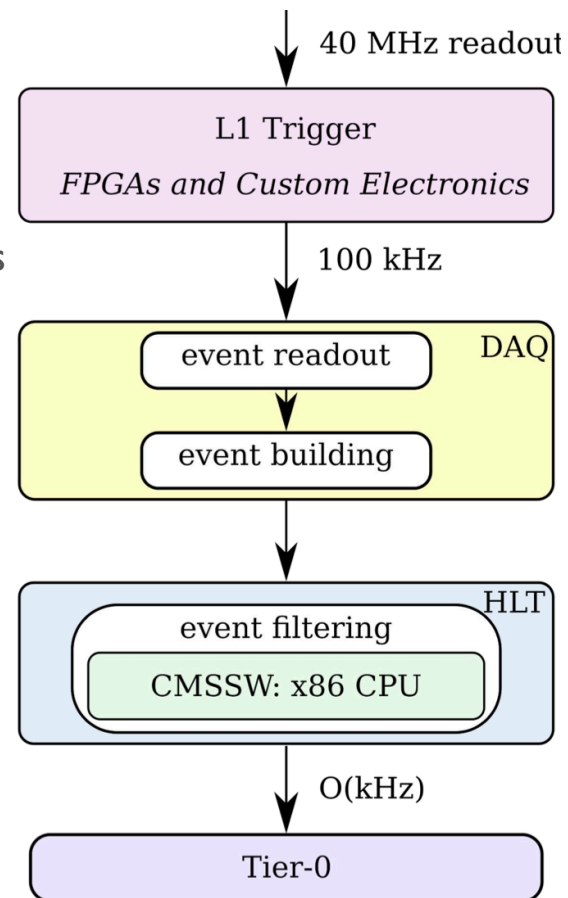 40 MHz readout
L1 Trigger
FPGAs and Custom Electronics
s
100 kHz
DAQ
event readout
event building
HLT
event filtering
CMSSW: x86 CPU
O(kHz)
Tier-0